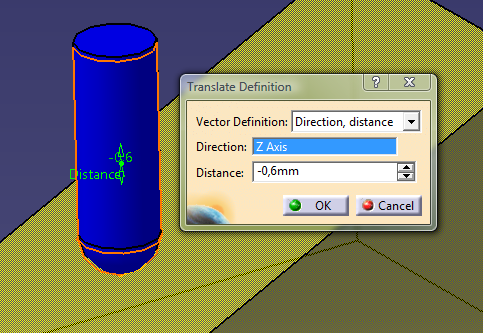 Translate Definition
?
Vector Definition: Direction, distance
Direction: Z Axis
Distance: -0,6mm
OK Cancel
-0,6
Distance